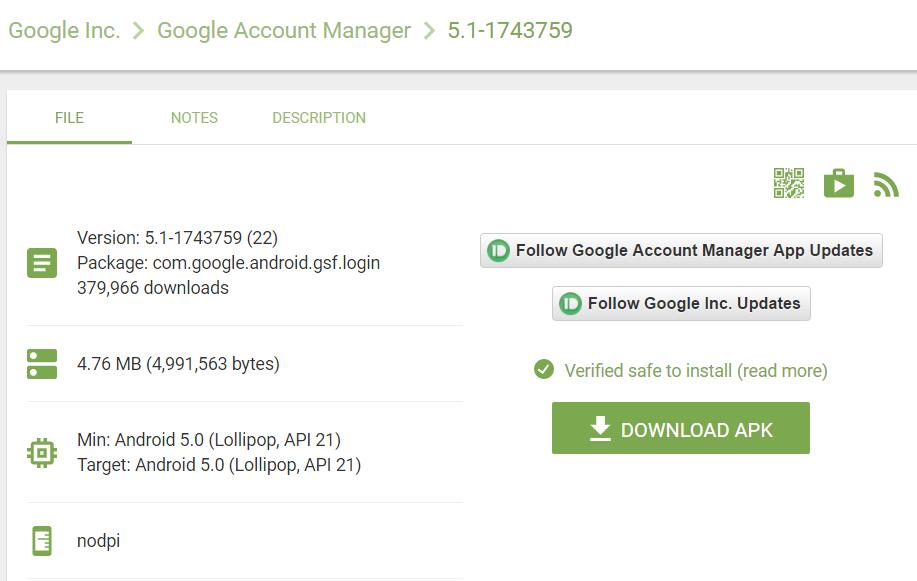 Google Inc. > Google Account Manager > 5.1-1743759
FILE NOTES DESCRIPTION
Version: 5.1-1743759 (22)
Package: com.google.android.gsf.login
379,966 downloads
Follow Google Account Manager App Updates
Follow Google Inc. Updates
4.76 MB (4,991,563 bytes)
Verified safe to install (read more)
DOWNLOAD APK
Min: Android 5.0 (Lollipop, API 21)
Target: Android 5.0 (Lollipop, API 21)
nodpi